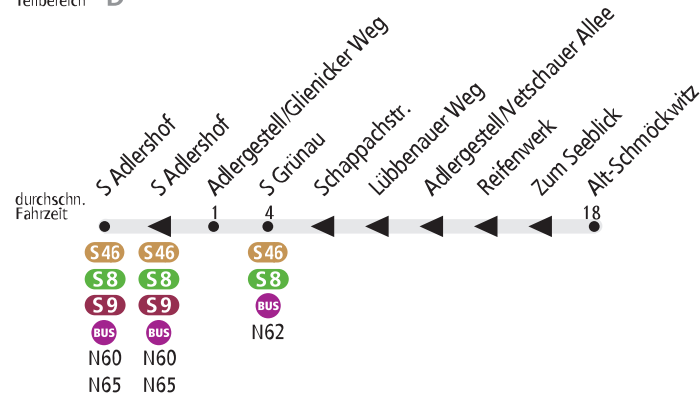 Teilbereich D
S Adlershof
S Adlershof
Adlergestell/Glienicker Weg
S Grünau
Schappachstr.
Lübbenauer Weg
Adlergestell/Vetschauer Allee
Reifenwerk
Zum Seeblick
Alt-Schmöckwitz
durchschn.
Fahrzeit
1 4 18
S46 S46 S46
S8 S8 S8
S9 S9 BUS
BUS BUS N62
N60 N60
N65 N65